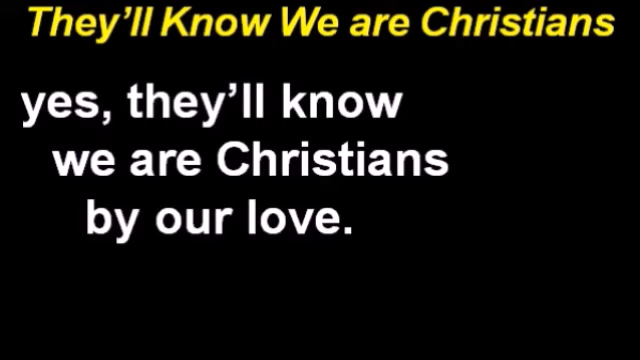 They’ll Know We are Christians
yes, they’ll know
we are Christians
by our love.